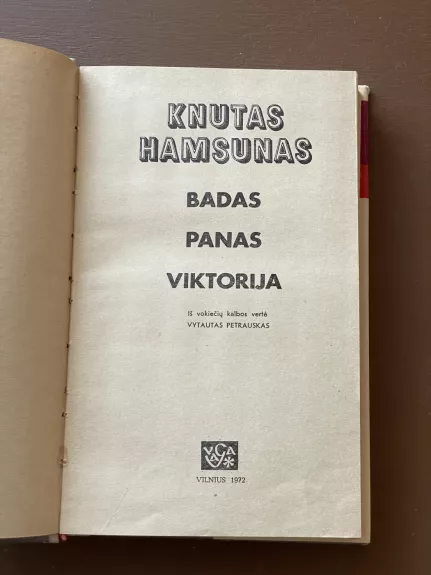 KNUTAS
HAMSUNAS
BADAS
PANAS
VIKTORIJA
Iš vokiečių kalbos vertė
VYTAUTAS PETRAUSKAS
VAGA
VILNIUS 1972